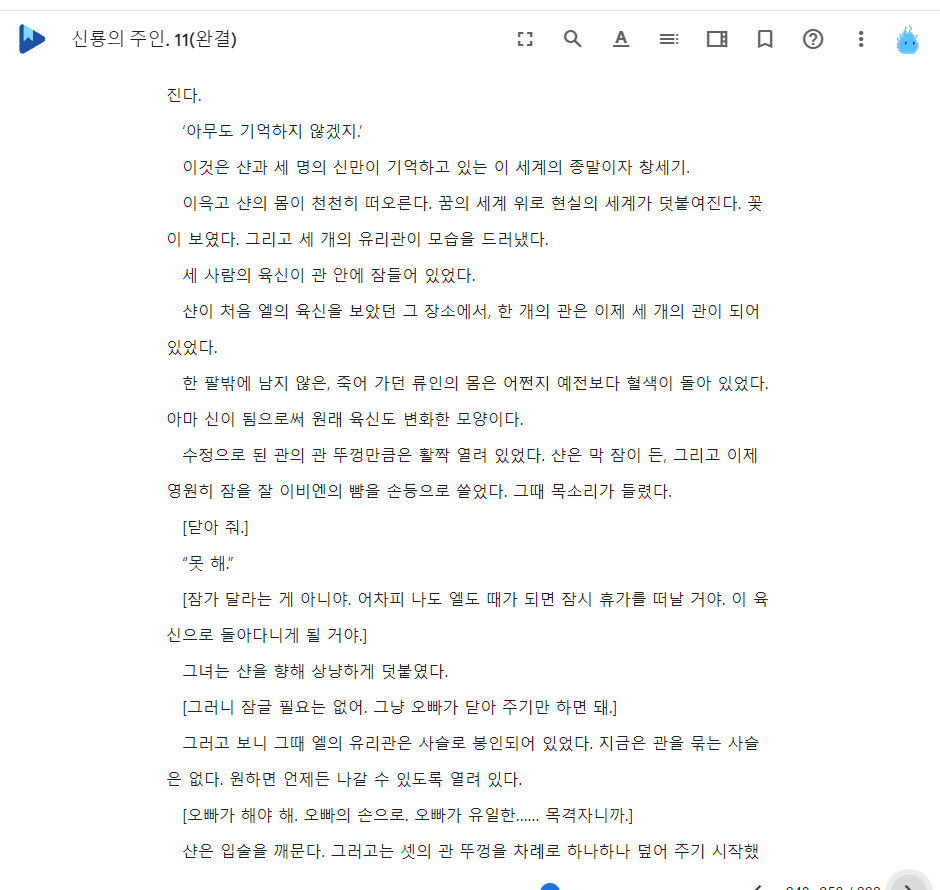 신룡의 주인. 11(완결)
진다.
‘아무도 기억하지 않겠지.’
이것은 샨과 세 명의 신만이 기억하고 있는 이 세계의 종말이자 창세기.
이윽고 샨의 몸이 천천히 떠오른다. 꿈의 세계 위로 현실의 세계가 덧붙여진다. 꽃
이 보였다. 그리고 세 개의 유리관이 모습을 드러냈다.
세 사람의 육신이 관 안에 잠들어 있었다.
샨이 처음 엘의 육신을 보았던 그 장소에서, 한 개의 관은 이제 세 개의 관이 되어
있었다.
한 팔밖에 남지 않은, 죽어 가던 류인의 몸은 어쩐지 예전보다 혈색이 돌아 있었다.
아마 신이 됨으로써 원래 육신도 변화한 모양이다.
수정으로 된 관의 관 뚜껑만큼은 활짝 열려 있었다. 샨은 막 잠이 든, 그리고 이제
영원히 잠을 잘 이비엔의 뺨을 손등으로 쓸었다. 그때 목소리가 들렸다.
[닫아 줘.]
“못 해.”
[잠가 달라는 게 아니야. 어차피 나도 엘도 때가 되면 잠시 휴가를 떠날 거야. 이 육
신으로 돌아다니게 될 거야.]
그녀는 샨을 향해 상냥하게 덧붙였다.
[그러니 잠글 필요는 없어. 그냥 오빠가 닫아 주기만 하면 돼.]
그러고 보니 그때 엘의 유리관은 사슬로 봉인되어 있었다. 지금은 관을 묶는 사슬
은 없다. 원하면 언제든 나갈 수 있도록 열려 있다.
[오빠가 해야 해. 오빠의 손으로. 오빠가 유일한…… 목격자니까.]
샨은 입술을 깨문다. 그러고는 셋의 관 뚜껑을 차례로 하나하나 덮어 주기 시작했